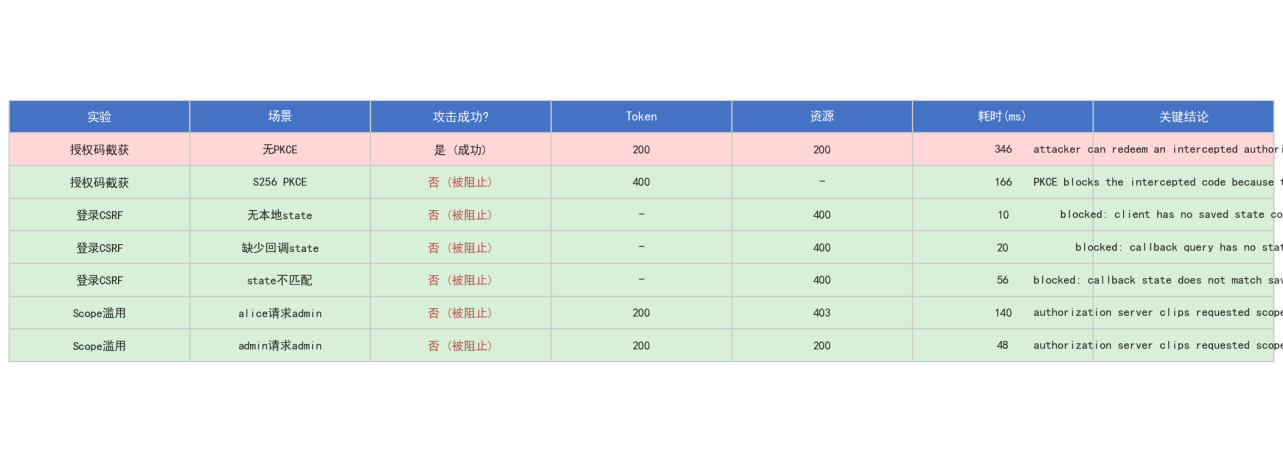 实验 场景 攻击成功? Token 资源 耗时(ms) 关键结论
授权码截获 无PKCE 是 (成功) 200 200 346 attacker can redeem an intercepted authori
授权码截获 S256 PKCE 否 (被阻止) 400 - 166 PKCE blocks the intercepted code because t
登录CSRF 无本地state 否 (被阻止) - 400 10 blocked: client has no saved state co
登录CSRF 缺少回调state 否 (被阻止) - 400 20 blocked: callback query has no stat
登录CSRF state不匹配 否 (被阻止) - 400 56 blocked: callback state does not match sav
Scope滥用 alice请求admin 否 (被阻止) 200 403 140 authorization server clips requested scope
Scope滥用 admin请求admin 否 (被阻止) 200 200 48 authorization server clips requested scope